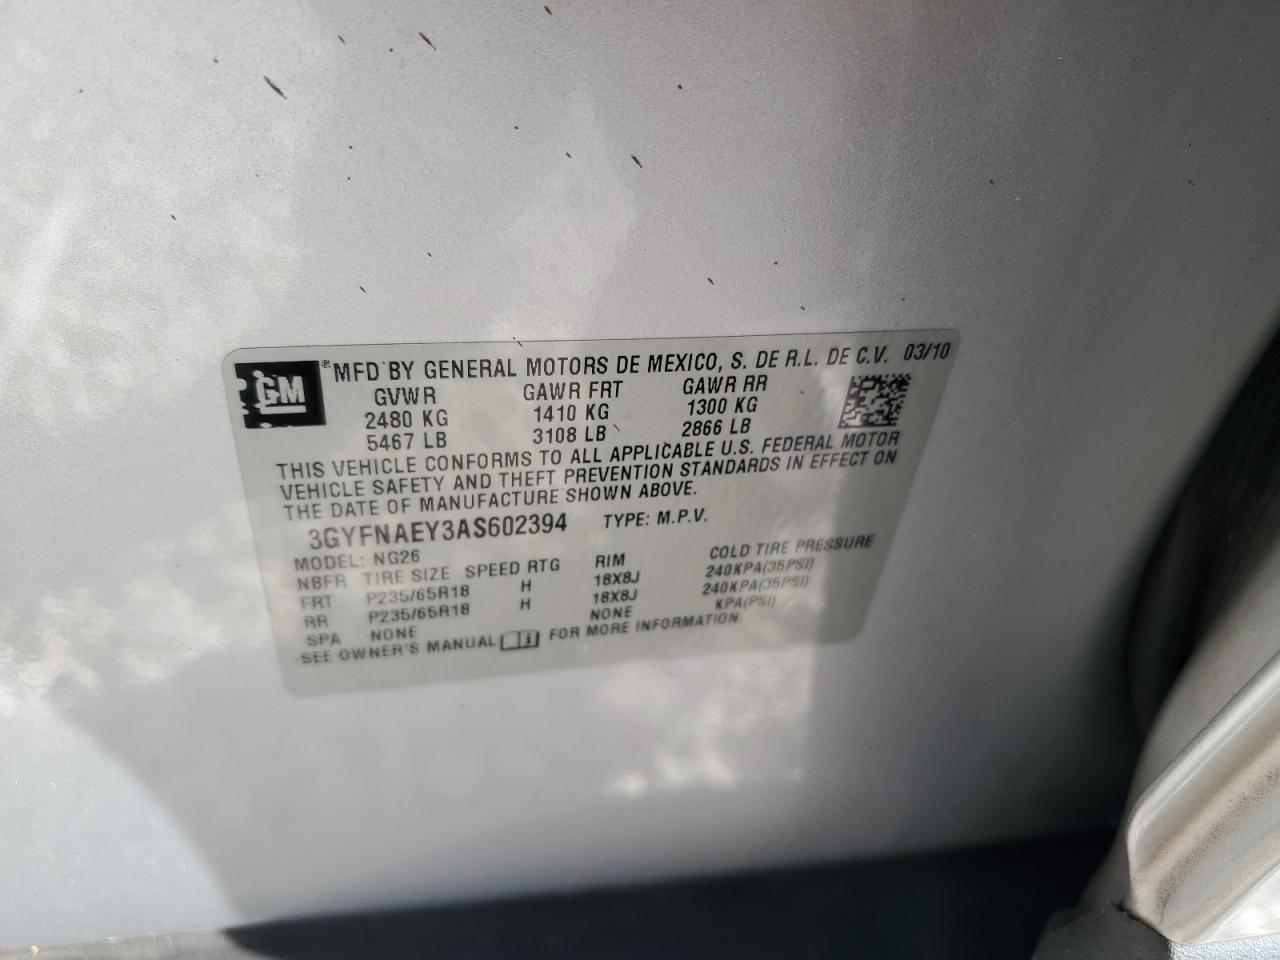 GM ® MFD BY GENERAL MOTORS DE MEXICO, S. DE R.L. DE C.V. 03/10
GVWR GAWR FRT GAWR RR
2480 KG 1410 KG 1300 KG
5467 LB 3108 LB 2866 LB
THIS VEHICLE CONFORMS TO ALL APPLICABLE U.S. FEDERAL MOTOR
VEHICLE SAFETY AND THEFT PREVENTION STANDARDS IN EFFECT ON
THE DATE OF MANUFACTURE SHOWN ABOVE.
3GYFNAEY3AS602394 TYPE: M.P.V.
MODEL: NG26
NBFR TIRE SIZE SPEED RTG RIM COLD TIRE PRESSURE
FRT P235/65R18 H 18X8J 240KPA(35PSI)
RR P235/65R18 H 18X8J 240KPA(35PSI)
SPA NONE NONE KPA(PSI)
SEE OWNER'S MANUAL FOR MORE INFORMATION.